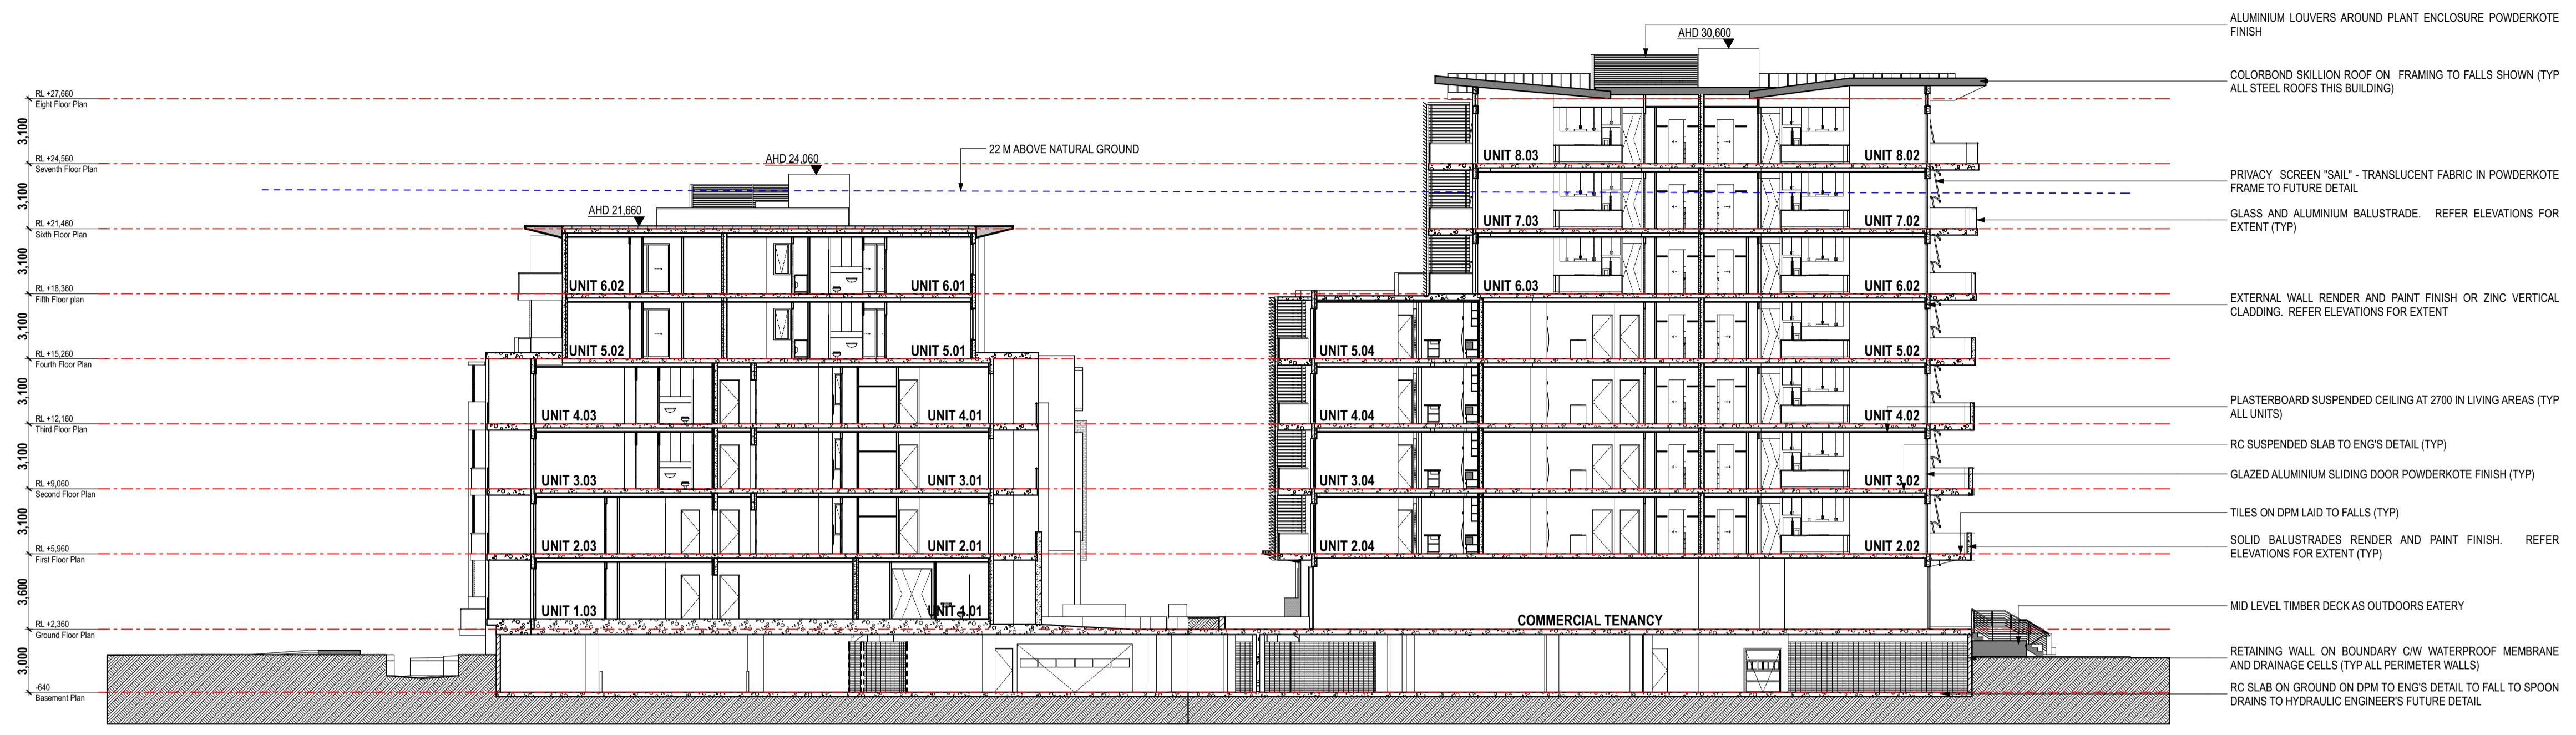 ALUMINIUM LOUVERS AROUND PLANT ENCLOSURE POWDERKOTE
FINISH
AHD 30,600
COLORBOND SKILLION ROOF ON FRAMING TO FALLS SHOWN (TYP
ALL STEEL ROOFS THIS BUILDING)
RL +27,660
Eight Floor Plan
3,100
22 M ABOVE NATURAL GROUND
AHD 24,060
UNIT 8.03
UNIT 8.02
RL +24,560
Seventh Floor Plan
3,100
PRIVACY SCREEN "SAIL" - TRANSLUCENT FABRIC IN POWDERKOTE
FRAME TO FUTURE DETAIL
AHD 21,660
UNIT 7.03
UNIT 7.02
GLASS AND ALUMINIUM BALUSTRADE. REFER ELEVATIONS FOR
EXTENT (TYP)
RL +21,460
Sixth Floor Plan
3,100
UNIT 6.02
UNIT 6.01
UNIT 6.03
UNIT 6.02
RL +18,360
Fifth Floor plan
EXTERNAL WALL RENDER AND PAINT FINISH OR ZINC VERTICAL
CLADDING. REFER ELEVATIONS FOR EXTENT
3,100
UNIT 5.02
UNIT 5.01
UNIT 5.04
UNIT 5.02
RL +15,260
Fourth Floor Plan
3,100
PLASTERBOARD SUSPENDED CEILING AT 2700 IN LIVING AREAS (TYP
ALL UNITS)
UNIT 4.03
UNIT 4.01
UNIT 4.04
UNIT 4.02
RL +12,160
Third Floor Plan
RC SUSPENDED SLAB TO ENG'S DETAIL (TYP)
3,100
GLAZED ALUMINIUM SLIDING DOOR POWDERKOTE FINISH (TYP)
UNIT 3.03
UNIT 3.01
UNIT 3.04
UNIT 3.02
RL +9,060
Second Floor Plan
3,100
TILES ON DPM LAID TO FALLS (TYP)
SOLID BALUSTRADES RENDER AND PAINT FINISH. REFER
ELEVATIONS FOR EXTENT (TYP)
UNIT 2.03
UNIT 2.01
UNIT 2.04
UNIT 2.02
RL +5,960
First Floor Plan
3,600
UNIT 1.03
UNIT 1.01
MID LEVEL TIMBER DECK AS OUTDOORS EATERY
COMMERCIAL TENANCY
RL +2,360
Ground Floor Plan
3,000
RETAINING WALL ON BOUNDARY C/W WATERPROOF MEMBRANE
AND DRAINAGE CELLS (TYP ALL PERIMETER WALLS)
-640
Basement Plan
RC SLAB ON GROUND ON DPM TO ENG'S DETAIL TO FALL TO SPOON
DRAINS TO HYDRAULIC ENGINEER'S FUTURE DETAIL